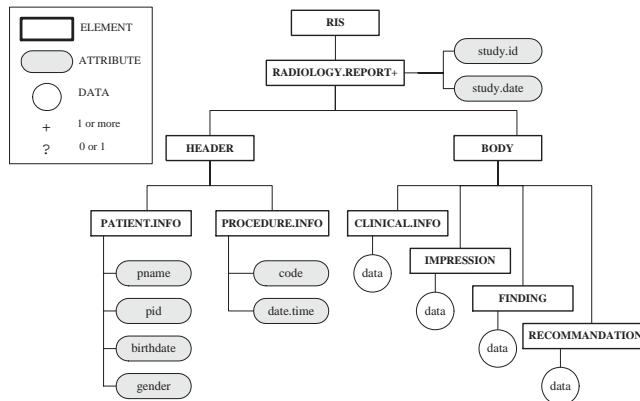 ELEMENT
ATTRIBUTE
DATA
+ 1 or more
? 0 or 1
RIS
RADIOLOGY.REPORT+
study.id
study.date
HEADER
BODY
PATIENT.INFO
PROCEDURE.INFO
CLINICAL.INFO
pname
code
data
IMPRESSION
pid
date.time
data
FINDING
birthdate
data
RECOMMANDATION
gender
data